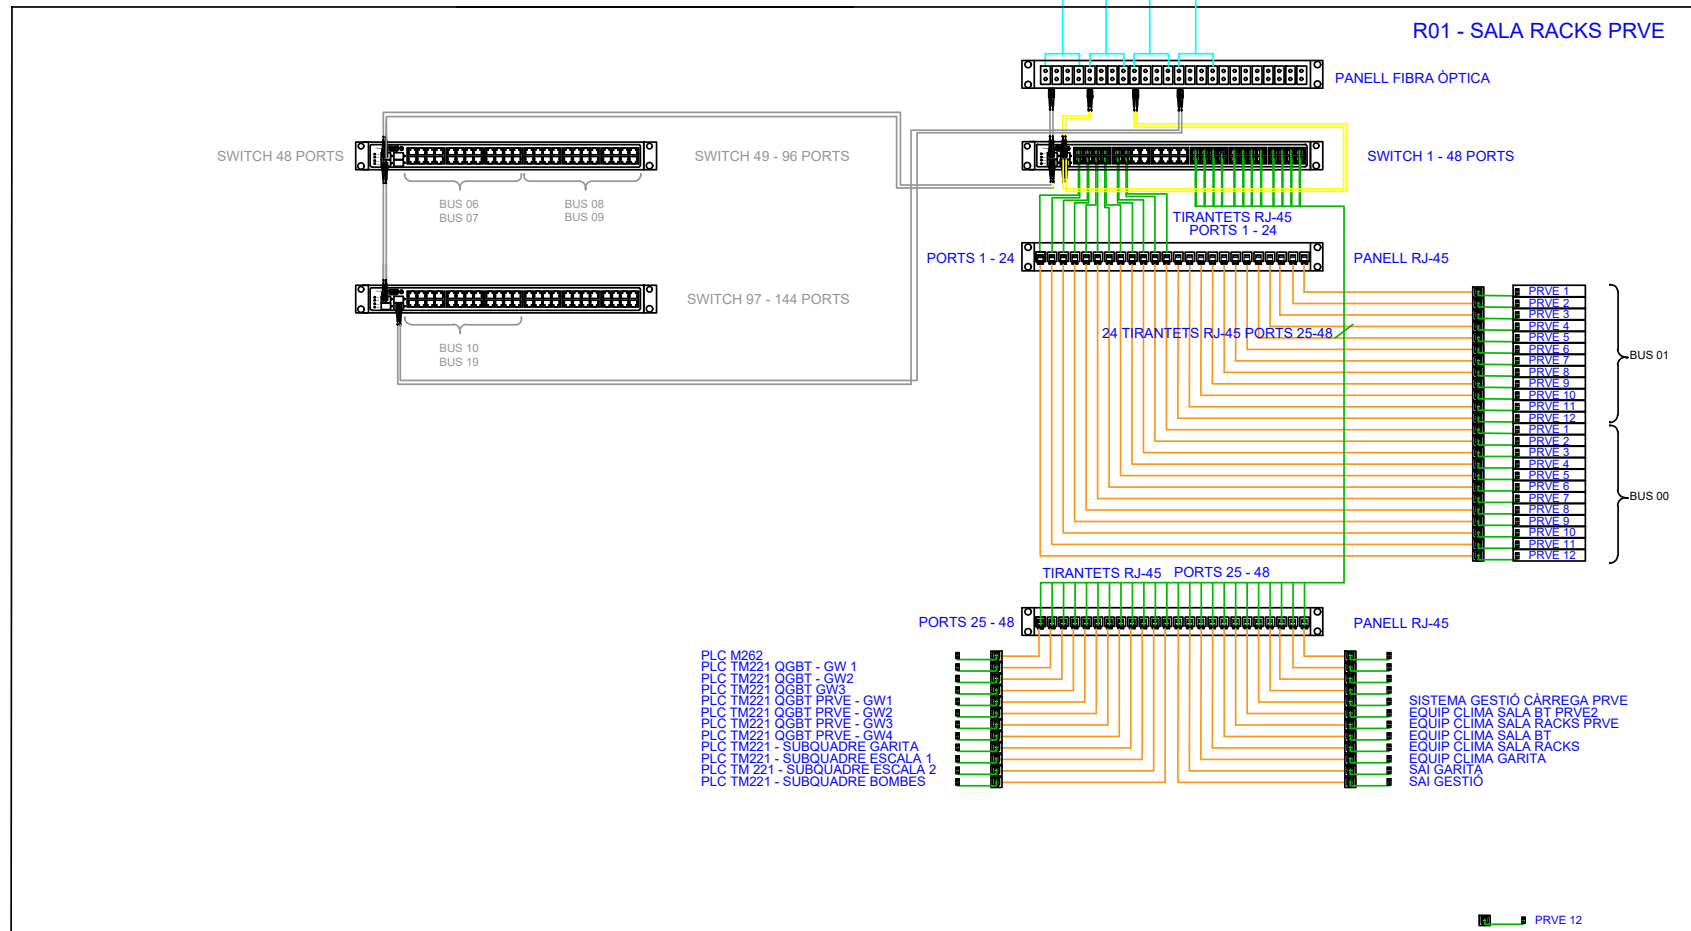 R01 - SALA RACKS PRVE
PANELL FIBRA ÒPTICA
SWITCH 48 PORTS
SWITCH 49 - 96 PORTS
SWITCH 1 - 48 PORTS
BUS 06
BUS 07
BUS 08
BUS 09
TIRANTETS RJ-45
PORTS 1 - 24
PORTS 1 - 24
PANELL RJ-45
SWITCH 97 - 144 PORTS
BUS 10
BUS 19
24 TIRANTETS RJ-45 PORTS 25-48
PRVE 1
PRVE 2
PRVE 3
PRVE 4
PRVE 5
PRVE 6
PRVE 7
PRVE 8
PRVE 9
PRVE 10
PRVE 11
PRVE 12
BUS 01
PRVE 1
PRVE 2
PRVE 3
PRVE 4
PRVE 5
PRVE 6
PRVE 7
PRVE 8
PRVE 9
PRVE 10
PRVE 11
PRVE 12
BUS 00
TIRANTETS RJ-45 PORTS 25 - 48
PORTS 25 - 48
PANELL RJ-45
PLC M262
PLC TM221 QGBT - GW 1
PLC TM221 QGBT - GW2
PLC TM221 QGBT GW3
PLC TM221 QGBT PRVE - GW1
PLC TM221 QGBT PRVE - GW2
PLC TM221 QGBT PRVE - GW3
PLC TM221 QGBT PRVE - GW4
PLC TM221 - SUBQUADRE GARITA
PLC TM221 - SUBQUADRE ESCALA 1
PLC TM 221 - SUBQUADRE ESCALA 2
PLC TM221 - SUBQUADRE BOMBES
SISTEMA GESTIÓ CÀRREGA PRVE
EQUIP CLIMA SALA BT PRVE2
EQUIP CLIMA SALA RACKS PRVE
EQUIP CLIMA SALA BT
EQUIP CLIMA SALA RACKS
EQUIP CLIMA GARITA
SAI GARITA
SAI GESTIÓ
PRVE 12